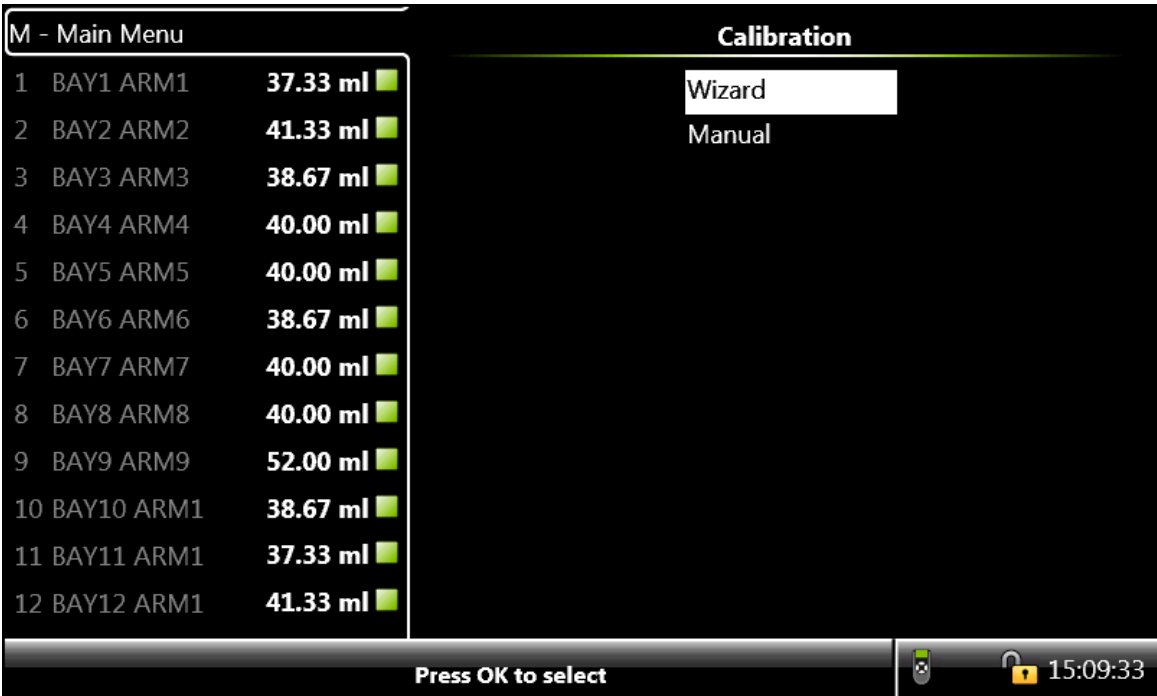 M - Main Menu
1 BAY1 ARM1 37.33 ml
2 BAY2 ARM2 41.33 ml
3 BAY3 ARM3 38.67 ml
4 BAY4 ARM4 40.00 ml
5 BAY5 ARM5 40.00 ml
6 BAY6 ARM6 38.67 ml
7 BAY7 ARM7 40.00 ml
8 BAY8 ARM8 40.00 ml
9 BAY9 ARM9 52.00 ml
10 BAY10 ARM1 38.67 ml
11 BAY11 ARM1 37.33 ml
12 BAY12 ARM1 41.33 ml
Calibration
Wizard
Manual
Press OK to select
15:09:33